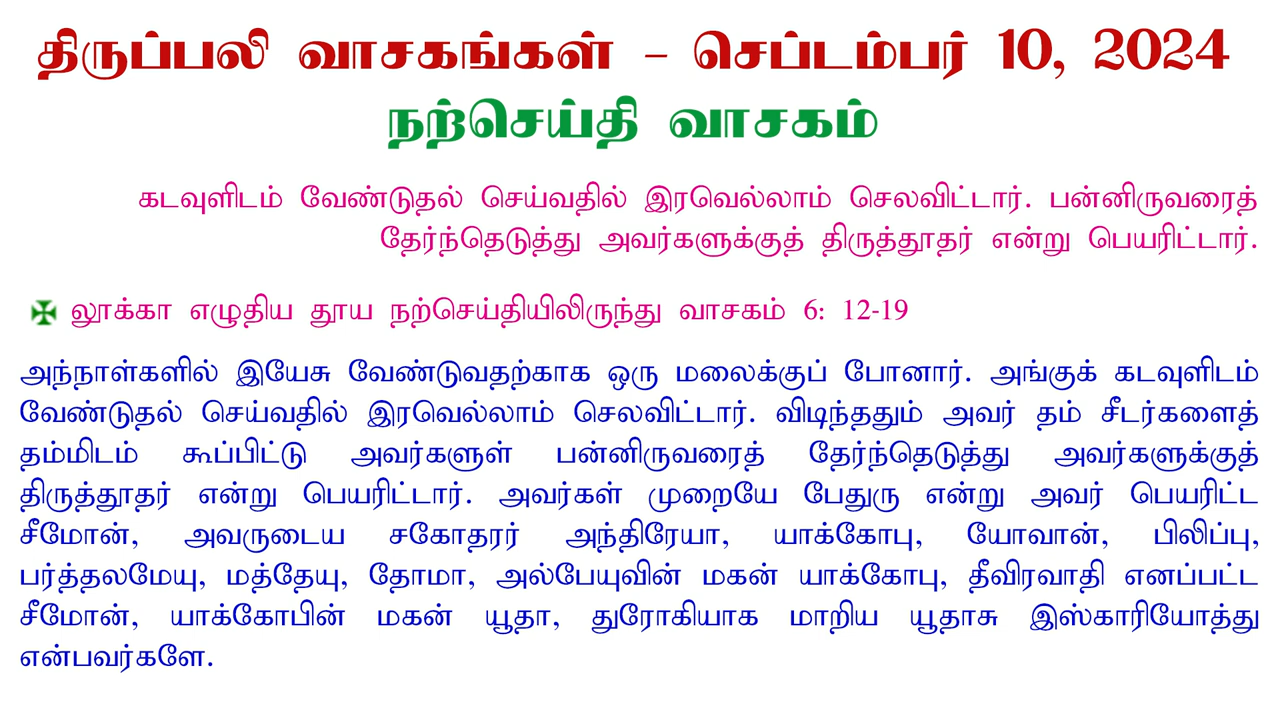 திருப்பலி வாசகங்கள் – செப்டம்பர் 10, 2024
நற்செய்தி வாசகம்
கடவுளிடம் வேண்டுதல் செய்வதில் இரவெல்லாம் செலவிட்டார். பன்னிருவரைத்
தேர்ந்தெடுத்து அவர்களுக்குத் திருத்தூதர் என்று பெயரிட்டார்.
✠ லூக்கா எழுதிய தூய நற்செய்தியிலிருந்து வாசகம் 6: 12-19
அந்நாள்களில் இயேசு வேண்டுவதற்காக ஒரு மலைக்குப் போனார். அங்குக் கடவுளிடம்
வேண்டுதல் செய்வதில் இரவெல்லாம் செலவிட்டார். விடிந்ததும் அவர் தம் சீடர்களைத்
தம்மிடம் கூப்பிட்டு அவர்களுள் பன்னிருவரைத் தேர்ந்தெடுத்து அவர்களுக்குத்
திருத்தூதர் என்று பெயரிட்டார். அவர்கள் முறையே பேதுரு என்று அவர் பெயரிட்ட
சீமோன், அவருடைய சகோதரர் அந்திரேயா, யாக்கோபு, யோவான், பிலிப்பு,
பர்த்தலமேயு, மத்தேயு, தோமா, அல்பேயுவின் மகன் யாக்கோபு, தீவிரவாதி எனப்பட்ட
சீமோன், யாக்கோபின் மகன் யூதா, துரோகியாக மாறிய யூதாசு இஸ்காரியோத்து
என்பவர்களே.